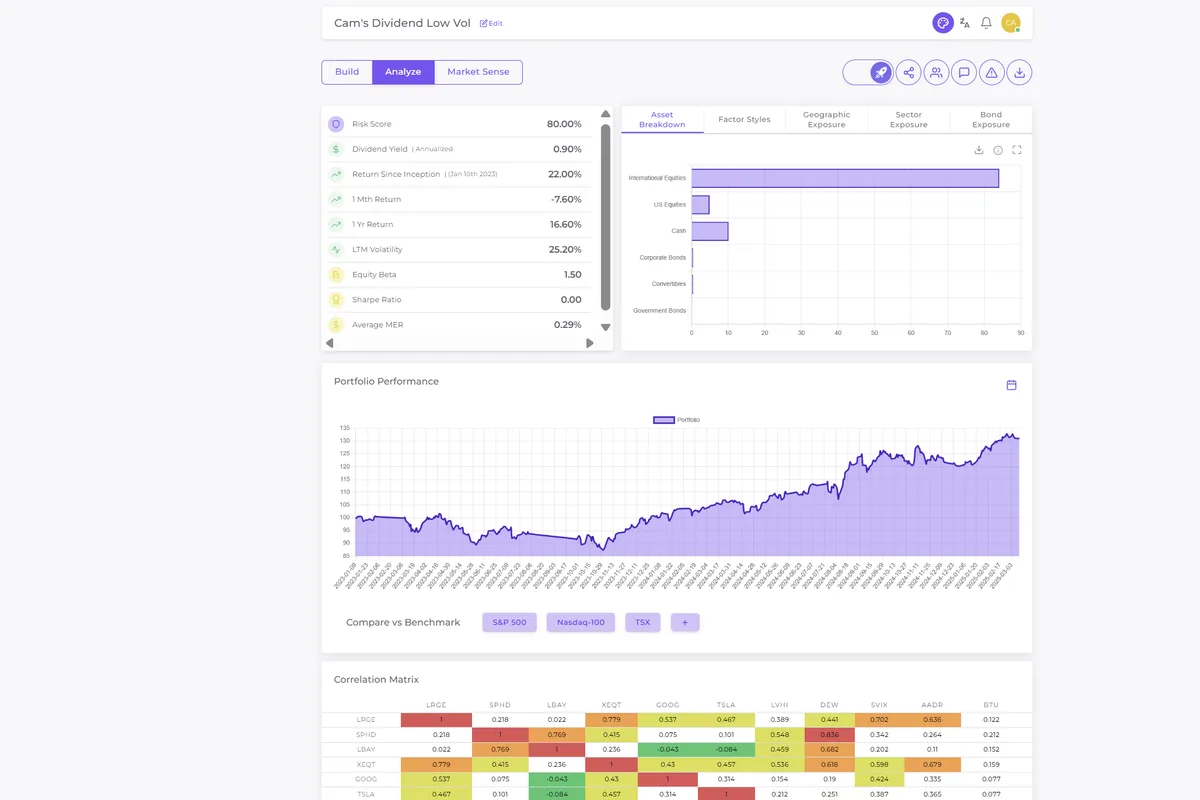 Cam's Dividend Low Vol Edit
CA
Build Analyze Market Sense
Risk Score 80.00%
Dividend Yield | Annualized 0.90%
Return Since Inception | (Jan 10th 2023) 22.00%
1 Mth Return -7.60%
1 Yr Return 16.60%
LTM Volatility 25.20%
Equity Beta 1.50
Sharpe Ratio 0.00
Average MER 0.29%
Asset Breakdown
Factor Styles
Geographic Exposure
Sector Exposure
Bond Exposure
International Equities
US Equities
Cash
Corporate Bonds
Convertibles
Government Bonds
0 10 20 30 40 50 60 70 80 90
Portfolio Performance
Portfolio
135
130
125
120
115
110
105
100
95
90
85
Compare vs Benchmark S&P 500 Nasdaq-100 TSX +
Correlation Matrix
LRGE SPHD LBAY XEQT GOOG TSLA LVHI DEW SVIX AADR BTU
LRGE 1 0.218 0.022 0.779 0.537 0.467 0.389 0.441 0.702 0.636 0.122
SPHD 0.218 1 0.769 0.415 0.075 0.101 0.548 0.836 0.342 0.264 0.212
LBAY 0.022 0.769 1 0.236 -0.043 -0.084 0.459 0.682 0.202 0.11 0.152
XEQT 0.779 0.415 0.236 1 0.43 0.457 0.536 0.618 0.598 0.679 0.159
GOOG 0.537 0.075 -0.043 0.43 1 0.314 0.154 0.19 0.424 0.335 0.077
TSLA 0.467 0.101 -0.084 0.457 0.314 1 0.212 0.251 0.387 0.365 0.077